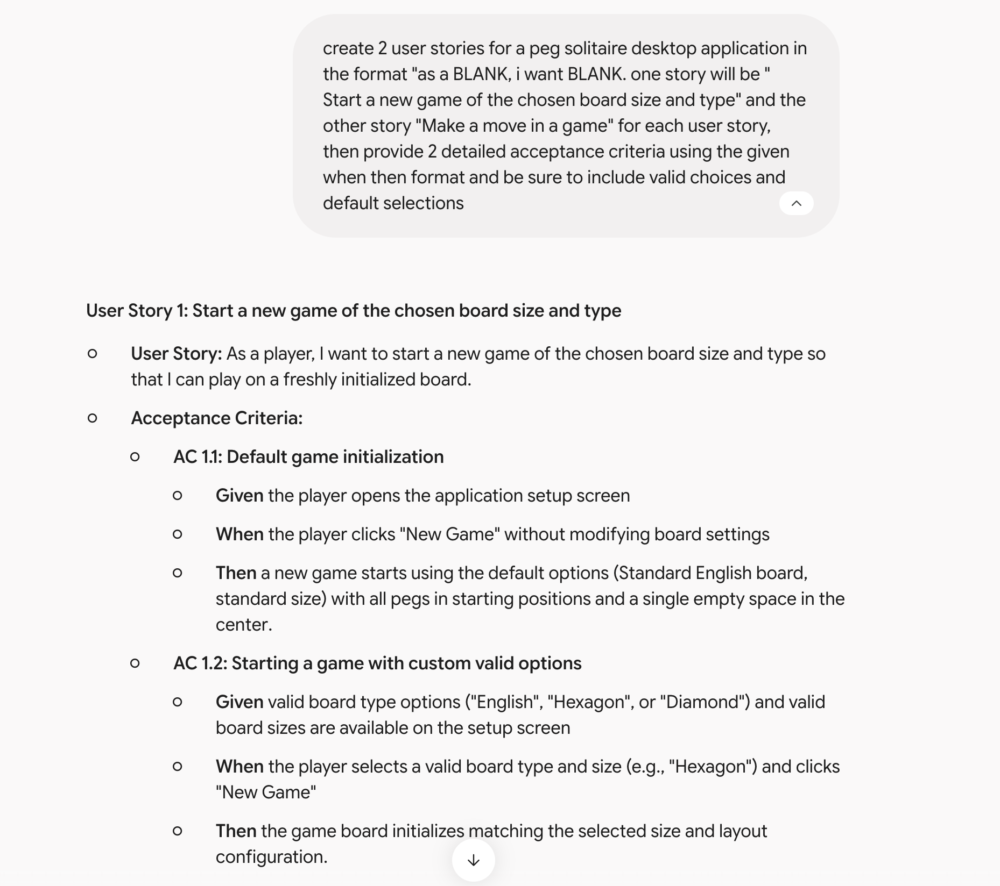 create 2 user stories for a peg solitaire desktop application in
the format "as a BLANK, i want BLANK. one story will be "
Start a new game of the chosen board size and type" and the
other story "Make a move in a game" for each user story,
then provide 2 detailed acceptance criteria using the given
when then format and be sure to include valid choices and
default selections
User Story 1: Start a new game of the chosen board size and type
User Story: As a player, I want to start a new game of the chosen board size and type so
that I can play on a freshly initialized board.
Acceptance Criteria:
AC 1.1: Default game initialization
Given the player opens the application setup screen
When the player clicks "New Game" without modifying board settings
Then a new game starts using the default options (Standard English board,
standard size) with all pegs in starting positions and a single empty space in the
center.
AC 1.2: Starting a game with custom valid options
Given valid board type options ("English", "Hexagon", or "Diamond") and valid
board sizes are available on the setup screen
When the player selects a valid board type and size (e.g., "Hexagon") and clicks
"New Game"
Then the game board initializes matching the selected size and layout
configuration.